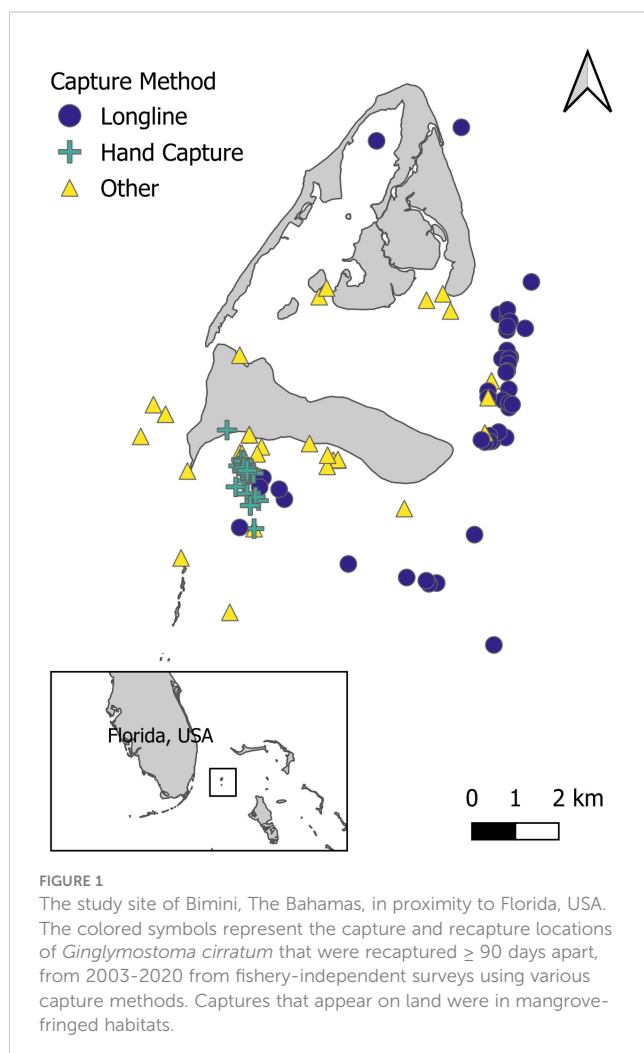 Capture Method
Longline
Hand Capture
Other
Florida, USA
0 1 2 km
FIGURE 1
The study site of Bimini, The Bahamas, in proximity to Florida, USA.
The colored symbols represent the capture and recapture locations
of Ginglymostoma cirratum that were recaptured ≥ 90 days apart,
from 2003-2020 from fishery-independent surveys using various
capture methods. Captures that appear on land were in mangrove-
fringed habitats.